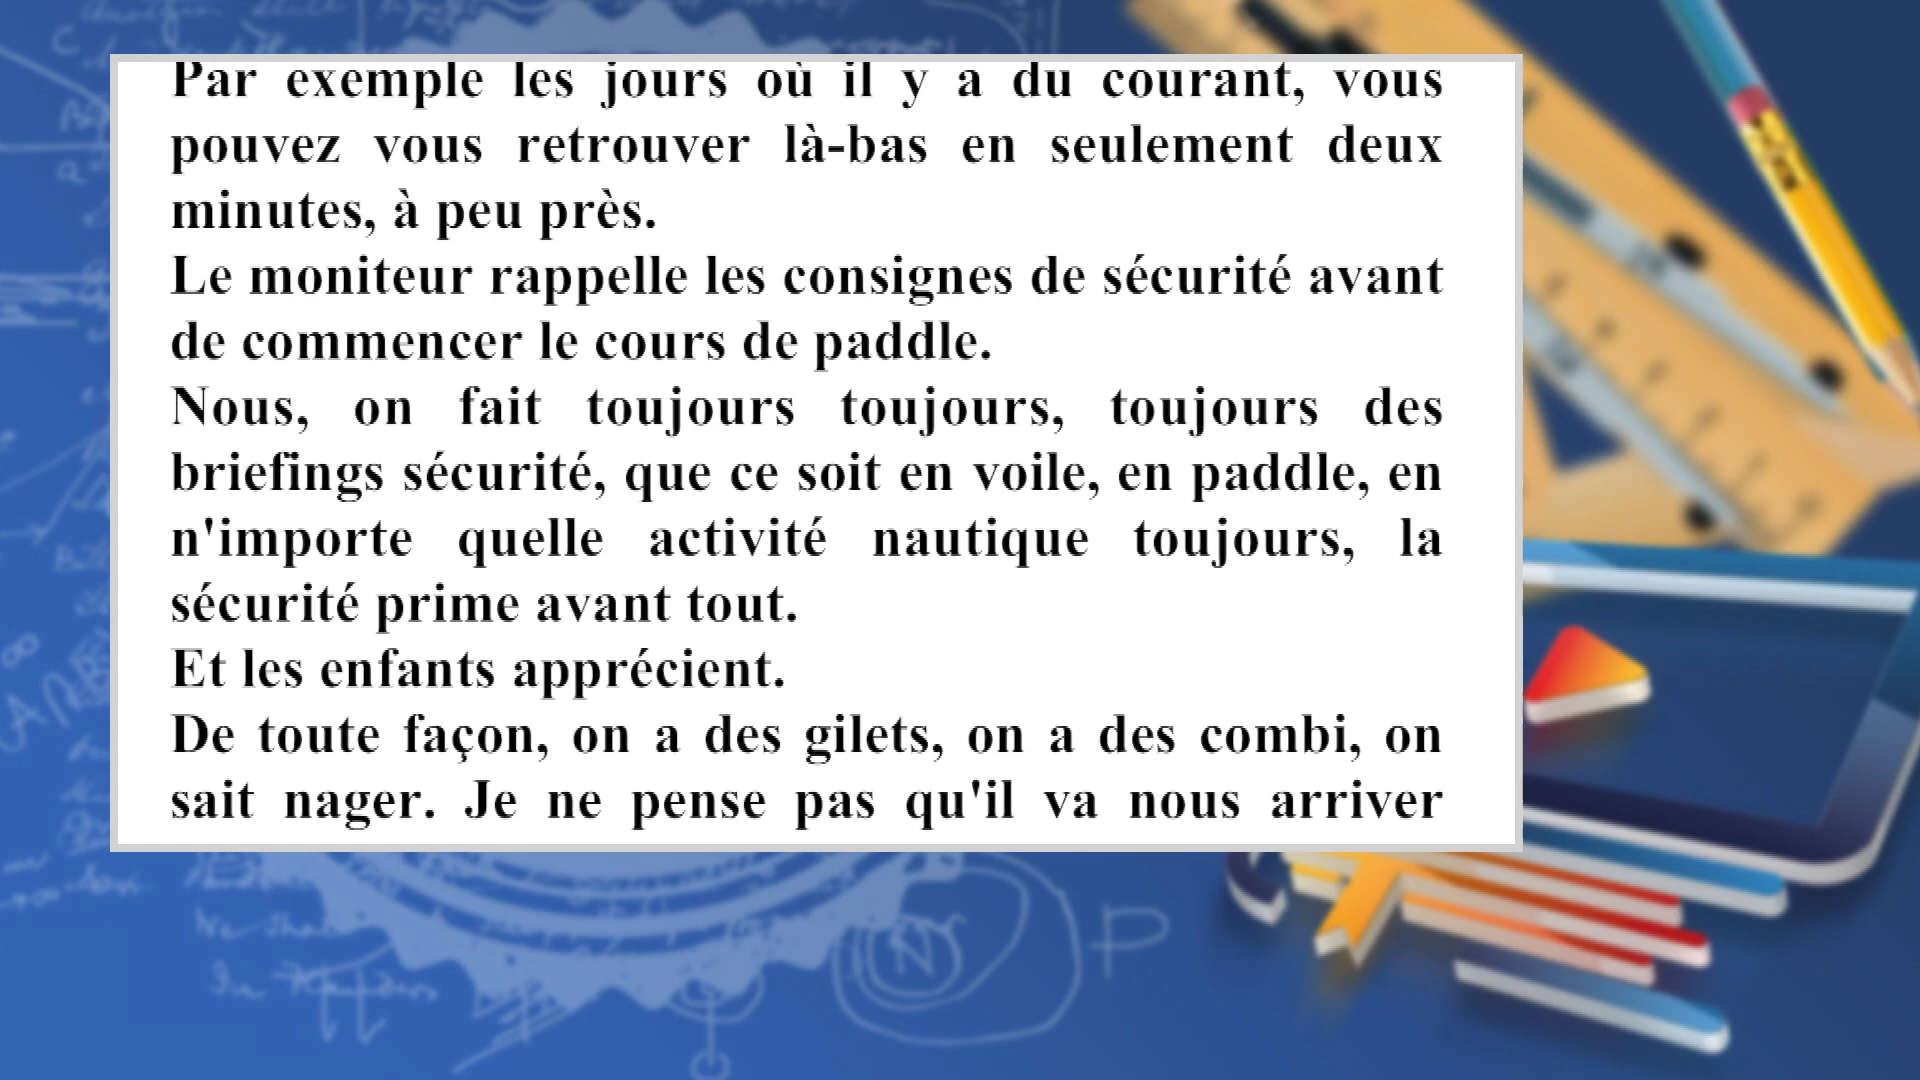 Par exemple les jours où il y a du courant, vous
pouvez vous retrouver là-bas en seulement deux
minutes, à peu près.
Le moniteur rappelle les consignes de sécurité avant
de commencer le cours de paddle.
Nous, on fait toujours toujours, toujours des
briefings sécurité, que ce soit en voile, en paddle, en
n'importe quelle activité nautique toujours, la
sécurité prime avant tout.
Et les enfants apprécient.
De toute façon, on a des gilets, on a des combi, on
sait nager. Je ne pense pas qu'il va nous arriver